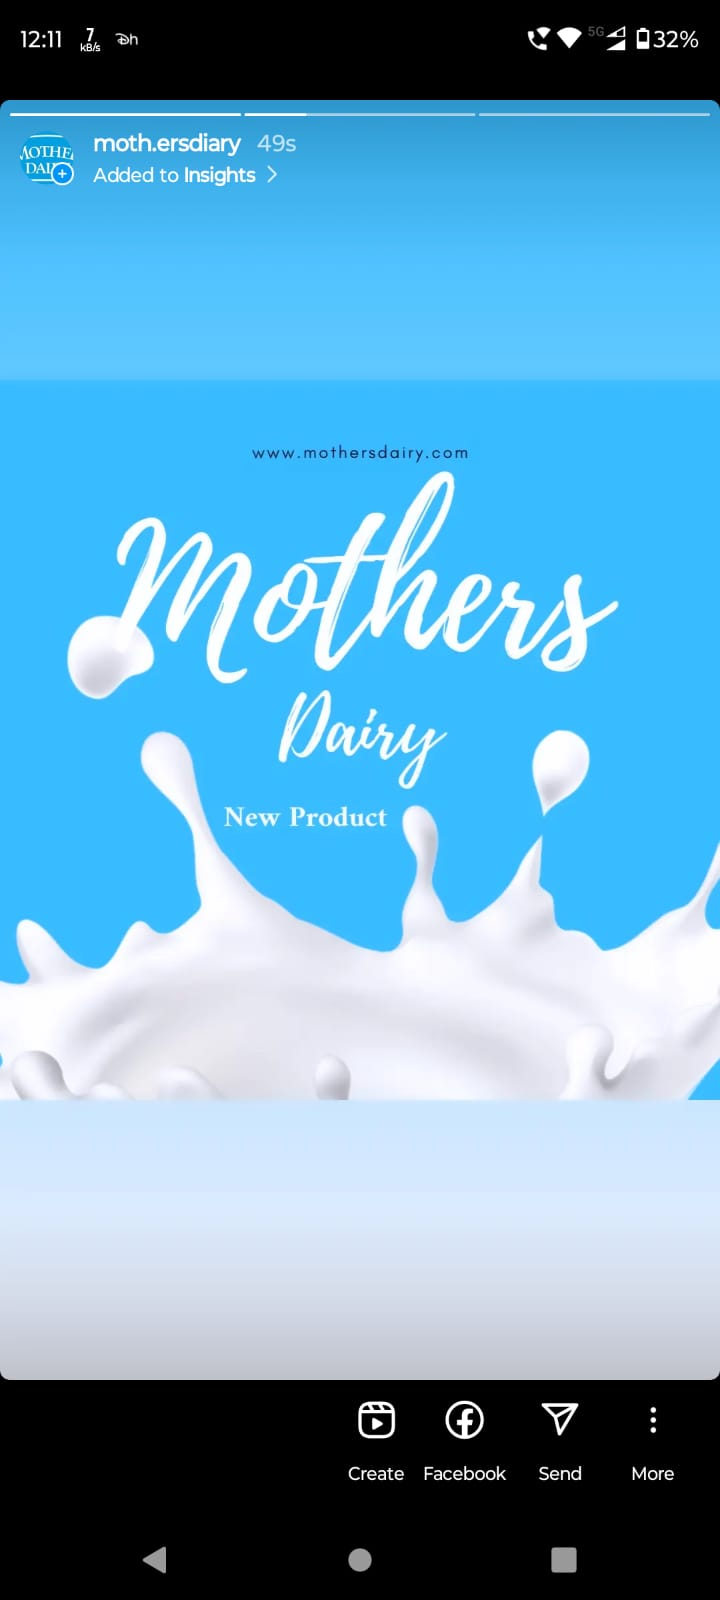 12:11 7 KB/s 5G 32%
moth.ersdiary 49s
Added to Insights
www.mothersdairy.com
Mothers
Dairy
New Product
Create Facebook Send More